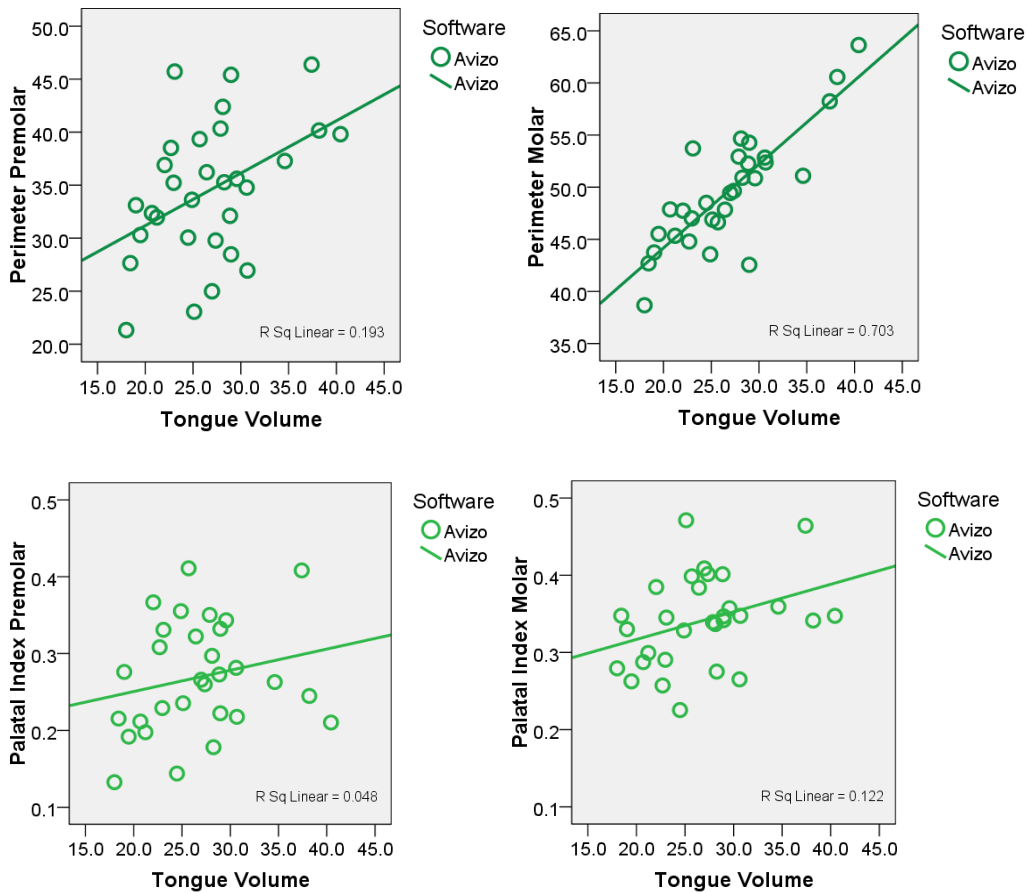 Perimeter Premolar
50.0
45.0
40.0
35.0
30.0
25.0
20.0
R Sq Linear = 0.193
15.0 20.0 25.0 30.0 35.0 40.0 45.0
Tongue Volume
Software
Avizo
Avizo
Perimeter Molar
65.0
60.0
55.0
50.0
45.0
40.0
35.0
R Sq Linear = 0.703
15.0 20.0 25.0 30.0 35.0 40.0 45.0
Tongue Volume
Software
Avizo
Avizo
Palatal Index Premolar
0.5
0.4
0.3
0.2
0.1
R Sq Linear = 0.048
15.0 20.0 25.0 30.0 35.0 40.0 45.0
Tongue Volume
Software
Avizo
Avizo
Palatal Index Molar
0.5
0.4
0.3
0.2
0.1
R Sq Linear = 0.122
15.0 20.0 25.0 30.0 35.0 40.0 45.0
Tongue Volume
Software
Avizo
Avizo